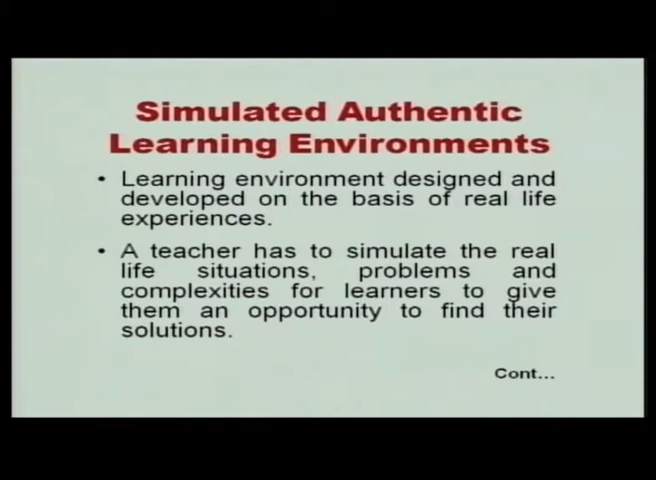 Simulated Authentic
Learning Environments
• Learning environment designed and
developed on the basis of real life
experiences.
• A teacher has to simulate the real
life situations, problems and
complexities for learners to give
them an opportunity to find their
solutions.
Cont...